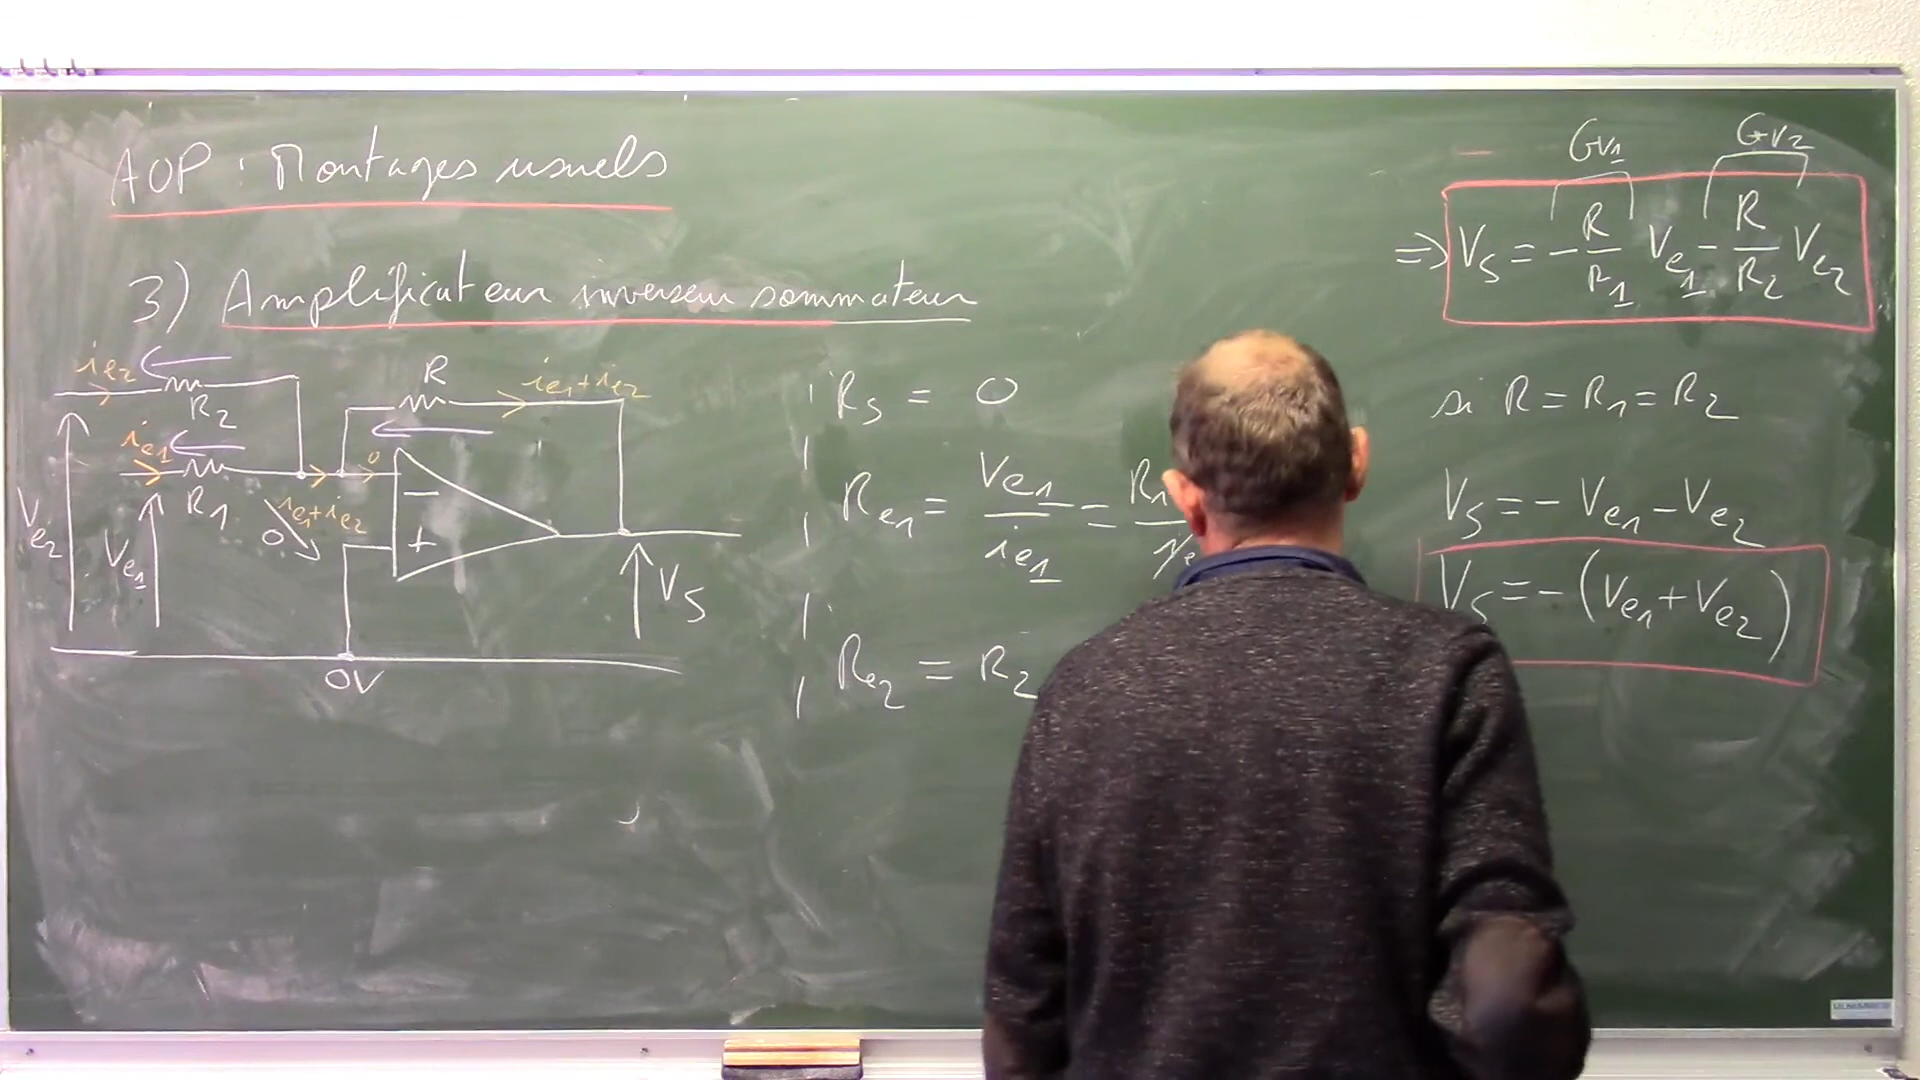 AOP : Montages usuels
3) Amplificateur inverseur sommateur
ie2
R2
ie1
R1
Ve2
Ve1
ie1+ie2
0
R
ie1+ie2
0
−
+
VS
0V
RS = 0
Re1 = Ve1/ie1 = R1
Re2 = R2
Gv1 Gv2
=> VS = - R/R1 Ve1 - R/R2 Ve2
si R = R1 = R2
VS = - Ve1 - Ve2
VS = - (Ve1 + Ve2)